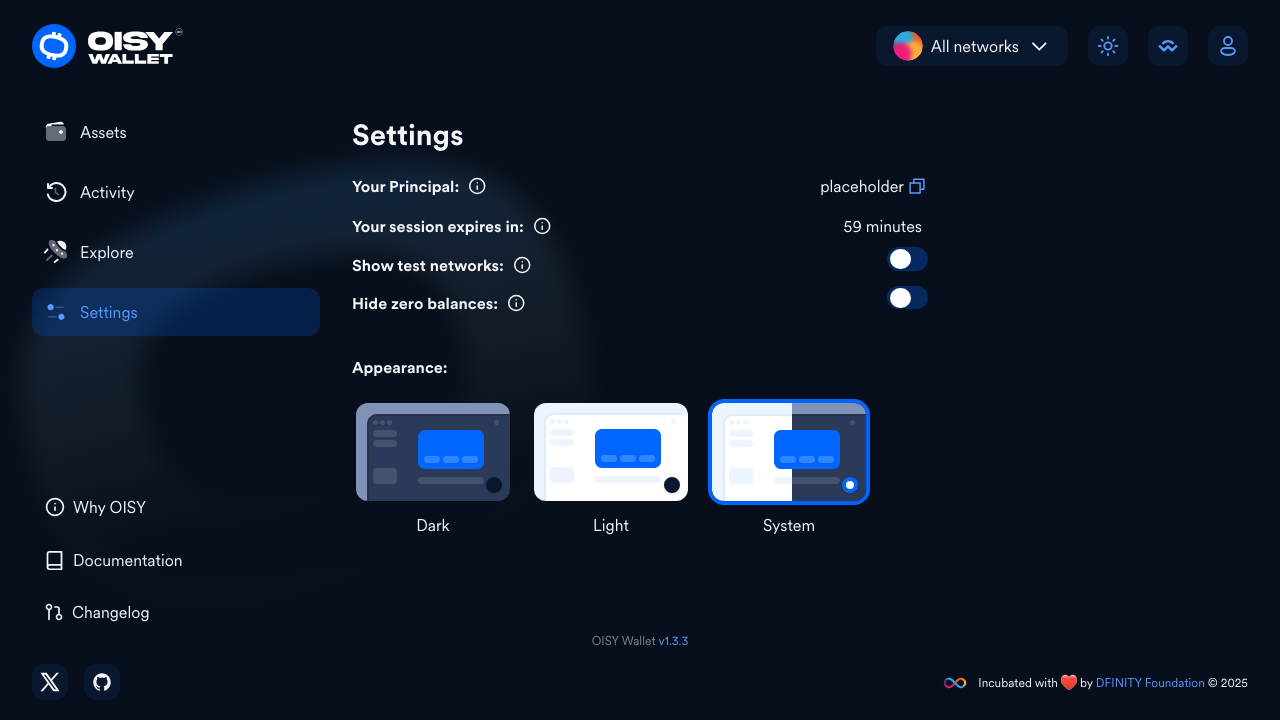 OISY
WALLET
All networks
Assets
Activity
Explore
Settings
Settings
Your Principal:
placeholder
Your session expires in:
59 minutes
Show test networks:
Hide zero balances:
Appearance:
Dark
Light
System
Why OISY
Documentation
Changelog
OISY Wallet v1.3.3
Incubated with ❤️ by DFINITY Foundation © 2025